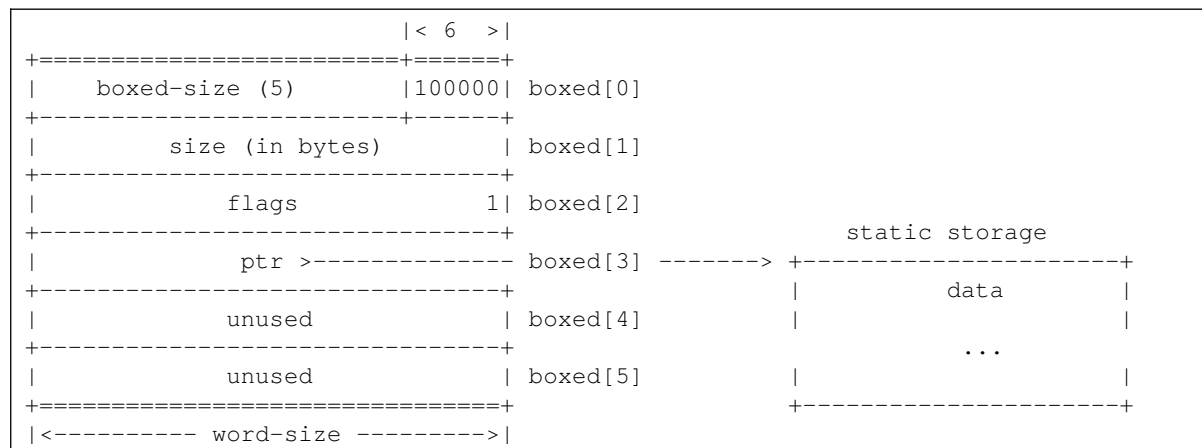 |< 6  >|
+=========================+======+
|    boxed-size (5)       |100000| boxed[0]
+-------------------------+------+
|         size (in bytes)        | boxed[1]
+--------------------------------+
|             flags             1| boxed[2]
+--------------------------------+                       static storage
|              ptr >-------------- boxed[3] -------> +----------------------+
+--------------------------------+                   |          data        |
|             unused             | boxed[4]          |                      |
+--------------------------------+                               ...
|             unused             | boxed[5]          |                      |
+================================+                   +----------------------+
|<---------- word-size --------->|